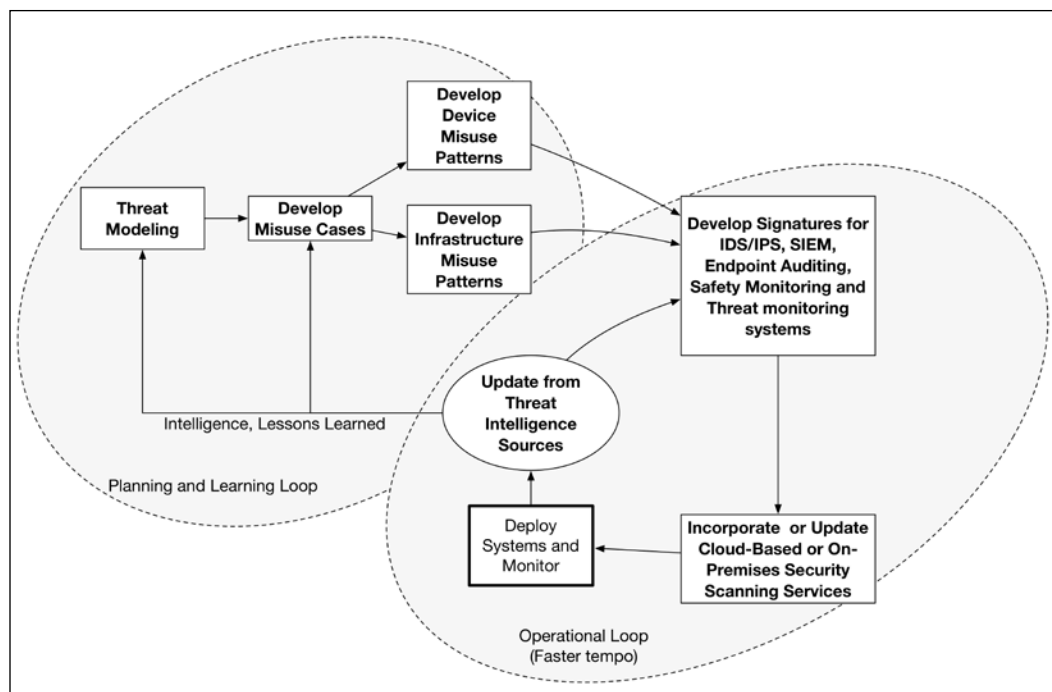 Develop
Device
Misuse
Patterns
Threat
Modeling
Develop
Misuse Cases
Develop
Infrastructure
Misuse
Patterns
Develop Signatures for
IDS/IPS, SIEM,
Endpoint Auditing,
Safety Monitoring and
Threat monitoring
systems
Update from
Threat
Intelligence
Sources
Intelligence, Lessons Learned
Planning and Learning Loop
Deploy
Systems and
Monitor
Incorporate or Update
Cloud-Based or On-
Premises Security
Scanning Services
Operational Loop
(Faster tempo)